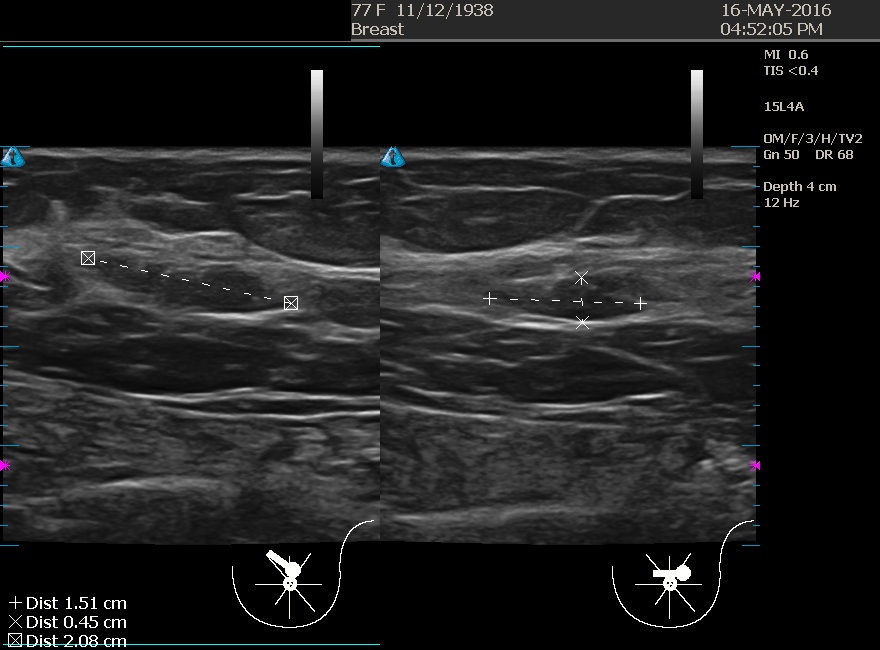 77 F 11/12/1938
Breast
16-MAY-2016
04:52:05 PM
MI 0.6
TIS <0.4
15L4A
OM/F/3/H/TV2
Gn 50 DR 68
Depth 4 cm
12 Hz
Dist 1.51 cm
Dist 0.45 cm
Dist 2.08 cm